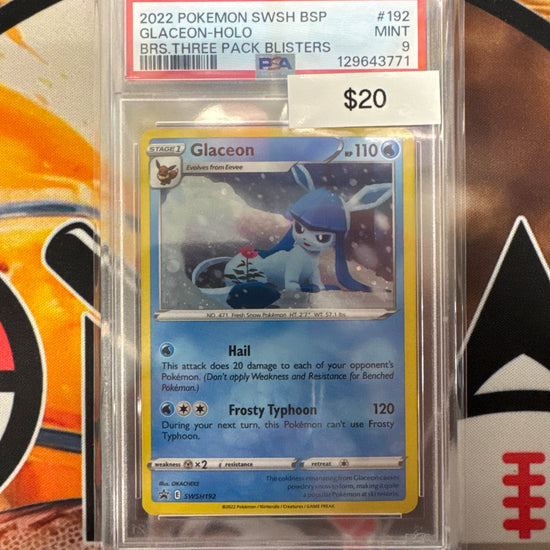 2022 POKEMON SWSH BSP #192
GLACEON-HOLO MINT
BRS.THREE PACK BLISTERS 9
PSA 129643771
$20
STAGE 1 Glaceon HP 110
Evolves from Eevee
NO. 471 Fresh Snow Pokémon HT: 2'7" WT: 57.1 lbs
Hail
This attack does 20 damage to each of your opponent's
Pokémon. (Don't apply Weakness and Resistance for Benched
Pokémon.)
Frosty Typhoon 120
During your next turn, this Pokémon can't use Frosty
Typhoon.
weakness ×2 resistance retreat
Illus. OKACHEKE
The coldness emanating from Glaceon causes
powdery snow to form, making it quite
a popular Pokémon at ski resorts.
E SWSH192
©2022 Pokémon / Nintendo / Creatures / GAME FREAK